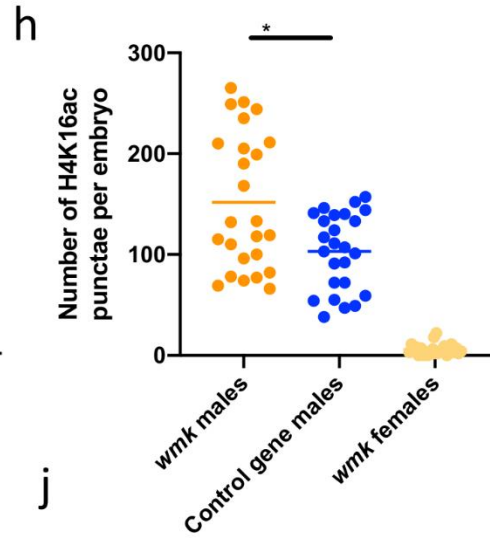 h
*
300
200
100
0
Number of H4K16ac
punctae per embryo
wmk males
Control gene males
wmk females
j